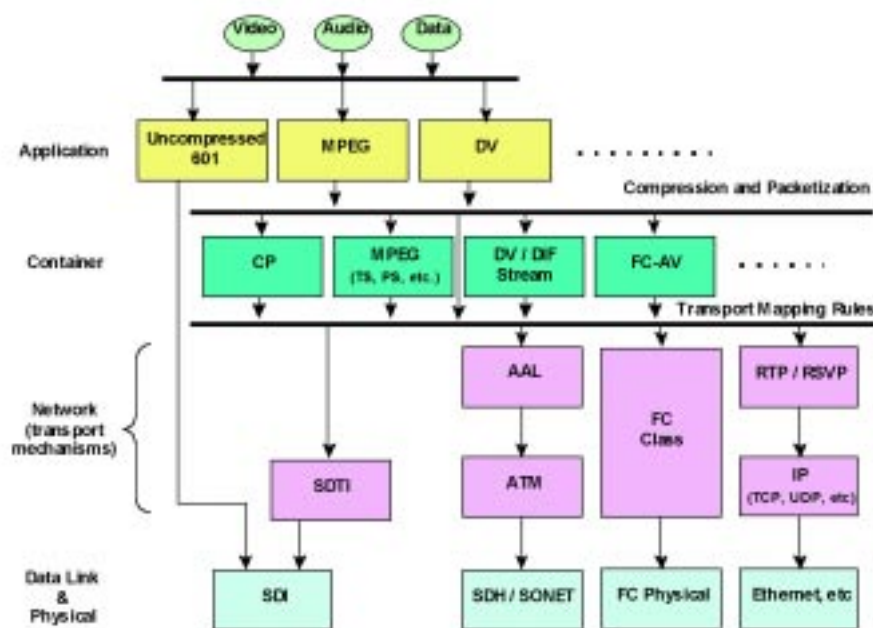 Video Audio Data
Application
Uncompressed
601
MPEG
DV
Compression and Packetization
Container
CP
MPEG
(TS, PS, etc.)
DV / DIF
Stream
FC-AV
Transport Mapping Rules
Network
(transport
mechanisms)
AAL
FC
Class
RTP / RSVP
SDTI
ATM
IP
(TCP, UDP, etc)
Data Link
&
Physical
SDI
SDH / SONET
FC Physical
Ethernet, etc